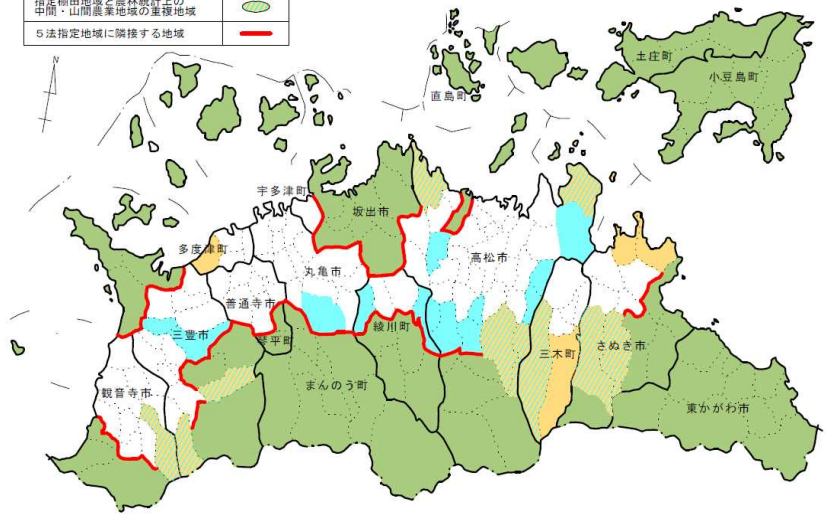 指定棚田地域と農林統計上の
中間・山間農業地域の重複地域
５法指定地域に隣接する地域
N
土庄町
小豆島町
直島町
宇多津町
坂出市
多度津町
高松市
丸亀市
善通寺市
三豊市
綾川町
琴平町
三木町
さぬき市
まんのう町
観音寺市
東かがわ市